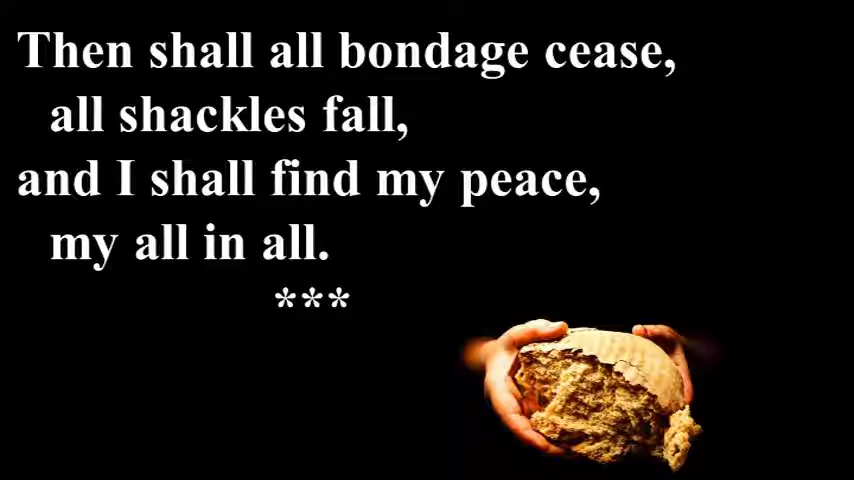 Then shall all bondage cease,
all shackles fall,
and I shall find my peace,
my all in all.
***